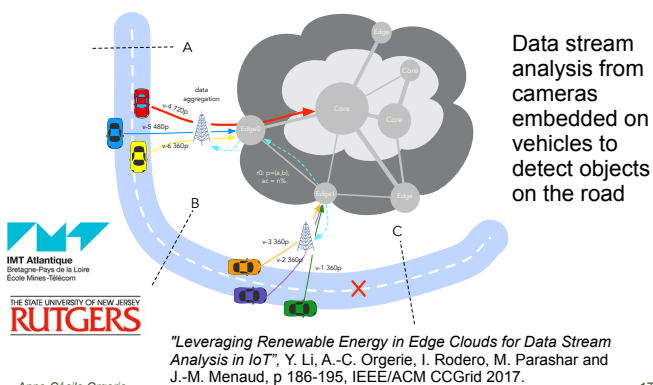 A
data
aggregation
v-4 720p
v-5 480p
v-6 360p
Edge0
Edge
Core
Core
Core
Edge
Edge1
r0: p=(a,b),
ac = n%
B
C
v-3 360p
v-2 360p
v-1 360p
Data stream
analysis from
cameras
embedded on
vehicles to
detect objects
on the road
IMT Atlantique
Bretagne-Pays de la Loire
École Mines-Télécom
THE STATE UNIVERSITY OF NEW JERSEY
RUTGERS
"Leveraging Renewable Energy in Edge Clouds for Data Stream
Analysis in IoT", Y. Li, A.-C. Orgerie, I. Rodero, M. Parashar and
J.-M. Menaud, p 186-195, IEEE/ACM CCGrid 2017.